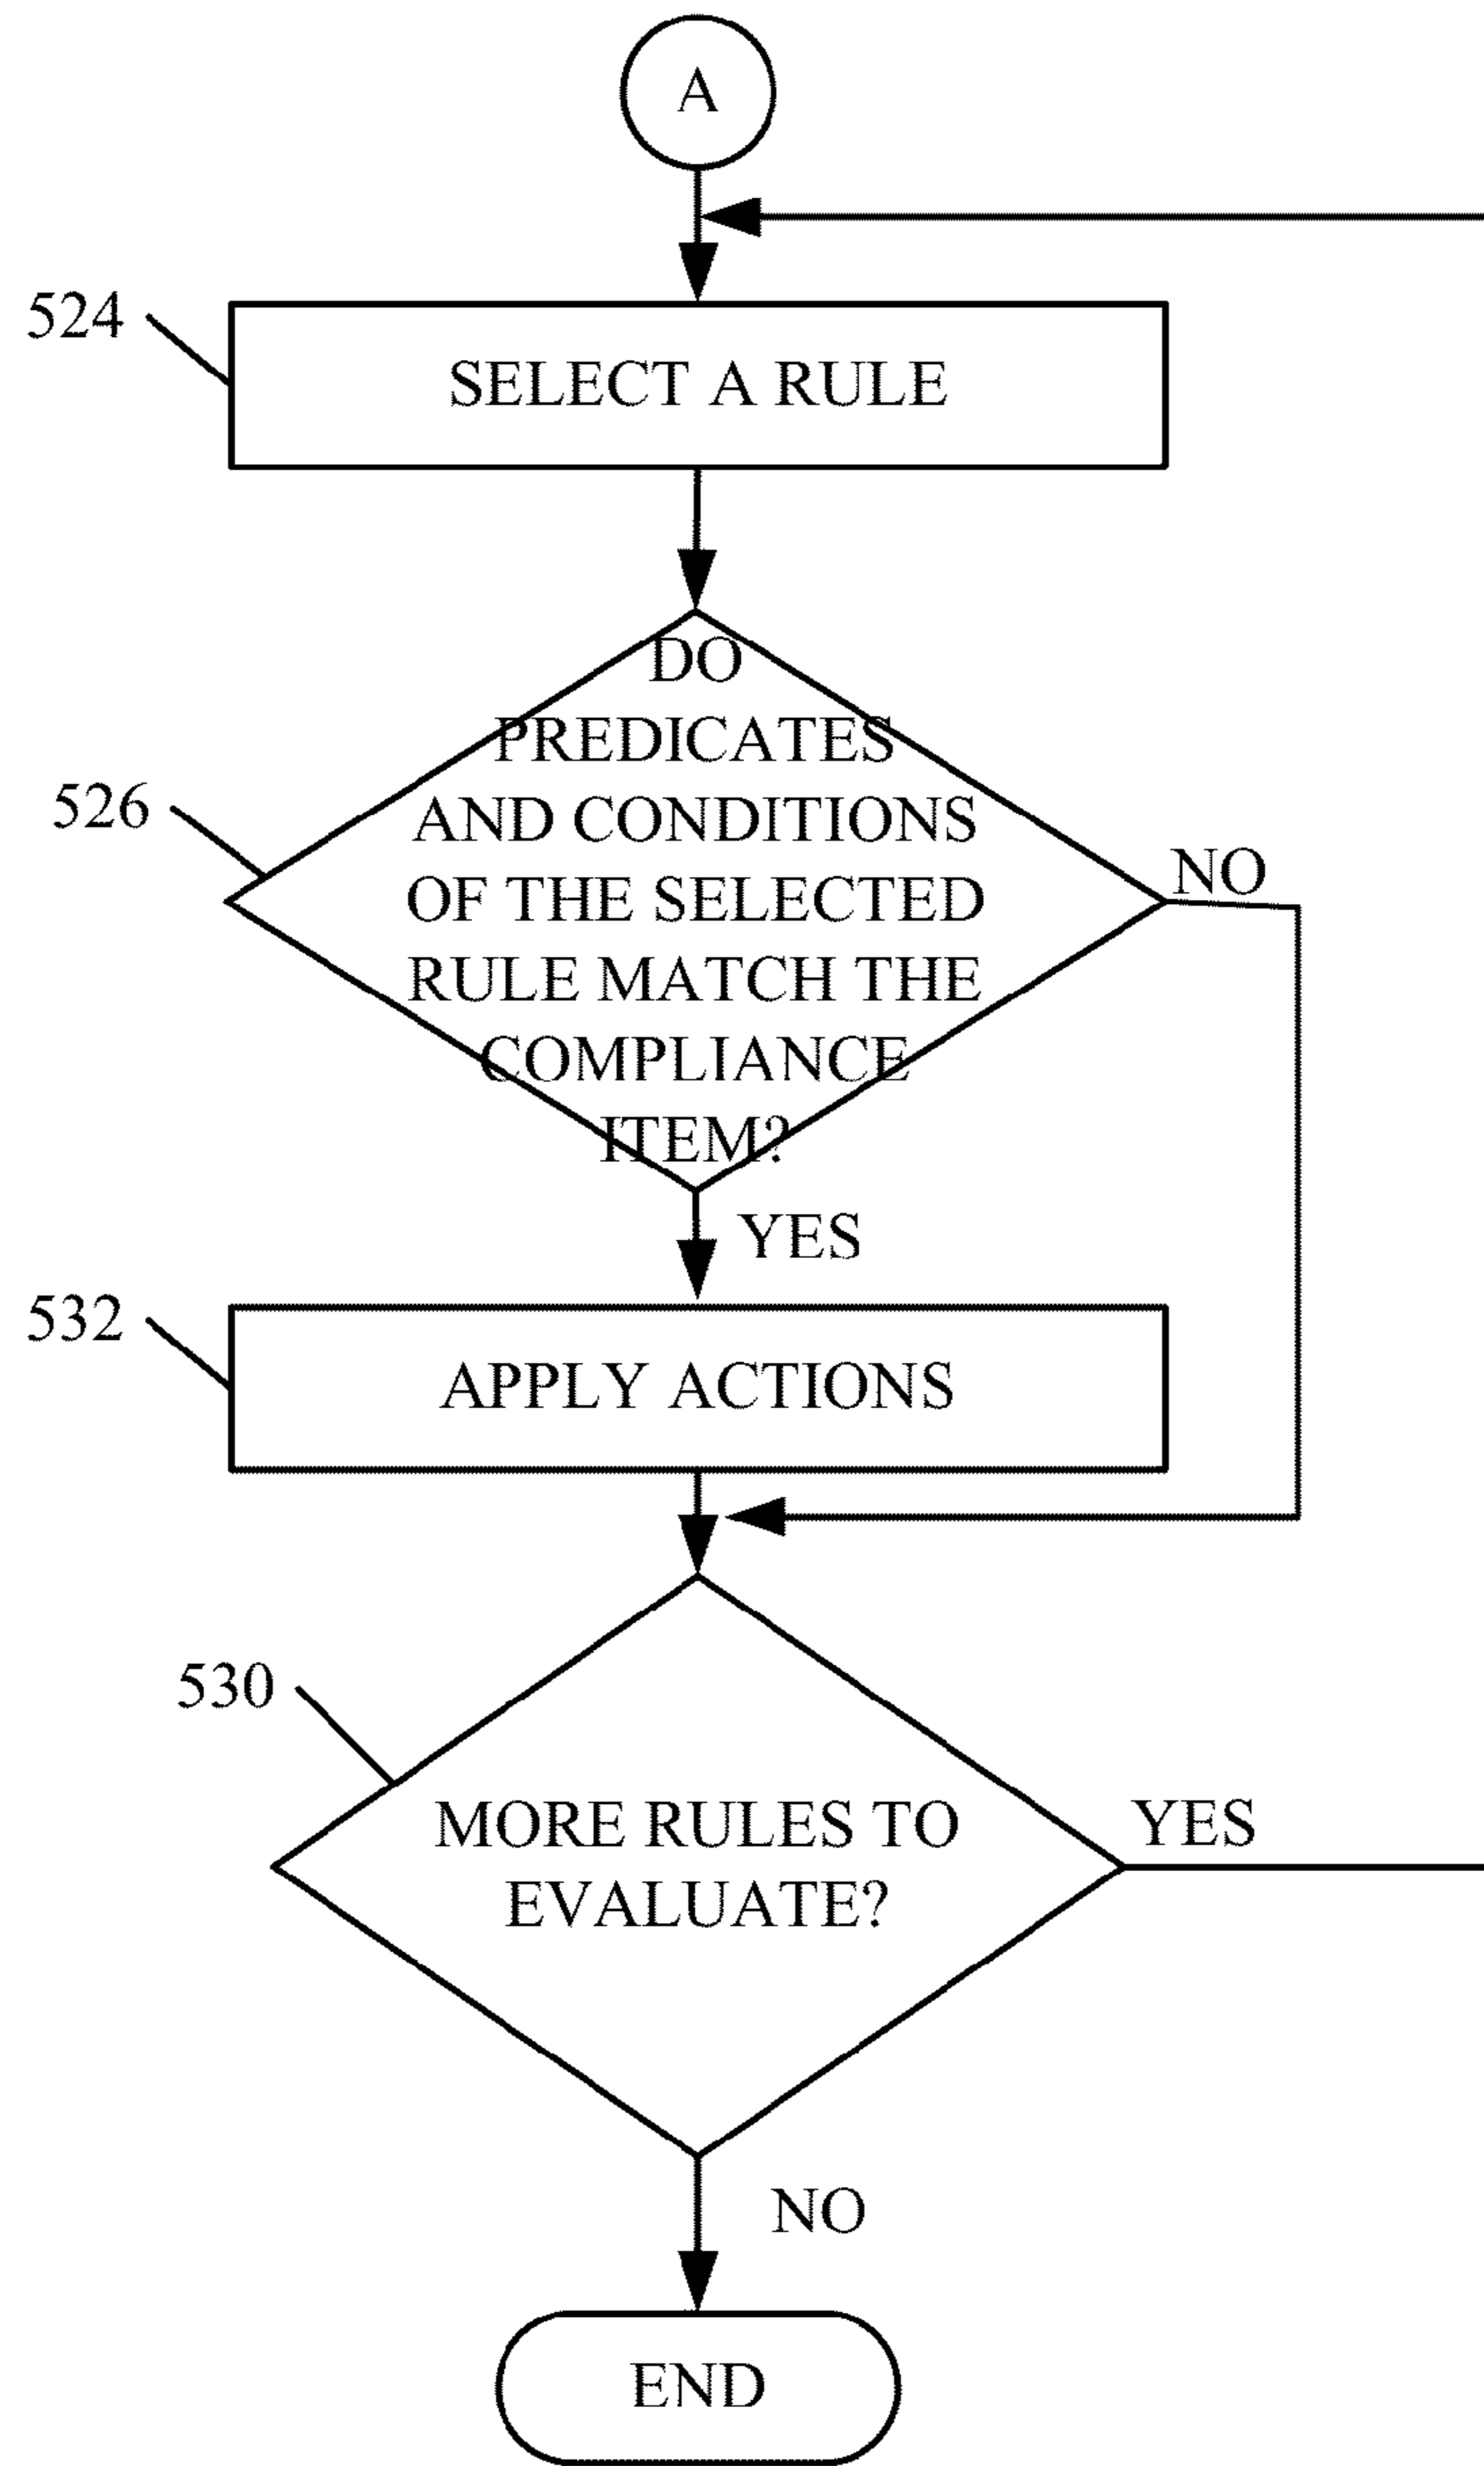 A
524
SELECT A RULE
DO
PREDICATES
526
AND CONDITIONS
OF THE SELECTED
NO
RULE MATCH THE
COMPLIANCE
ITEM?
YES
532
APPLY ACTIONS
530
MORE RULES TO
YES
EVALUATE?
NO
END